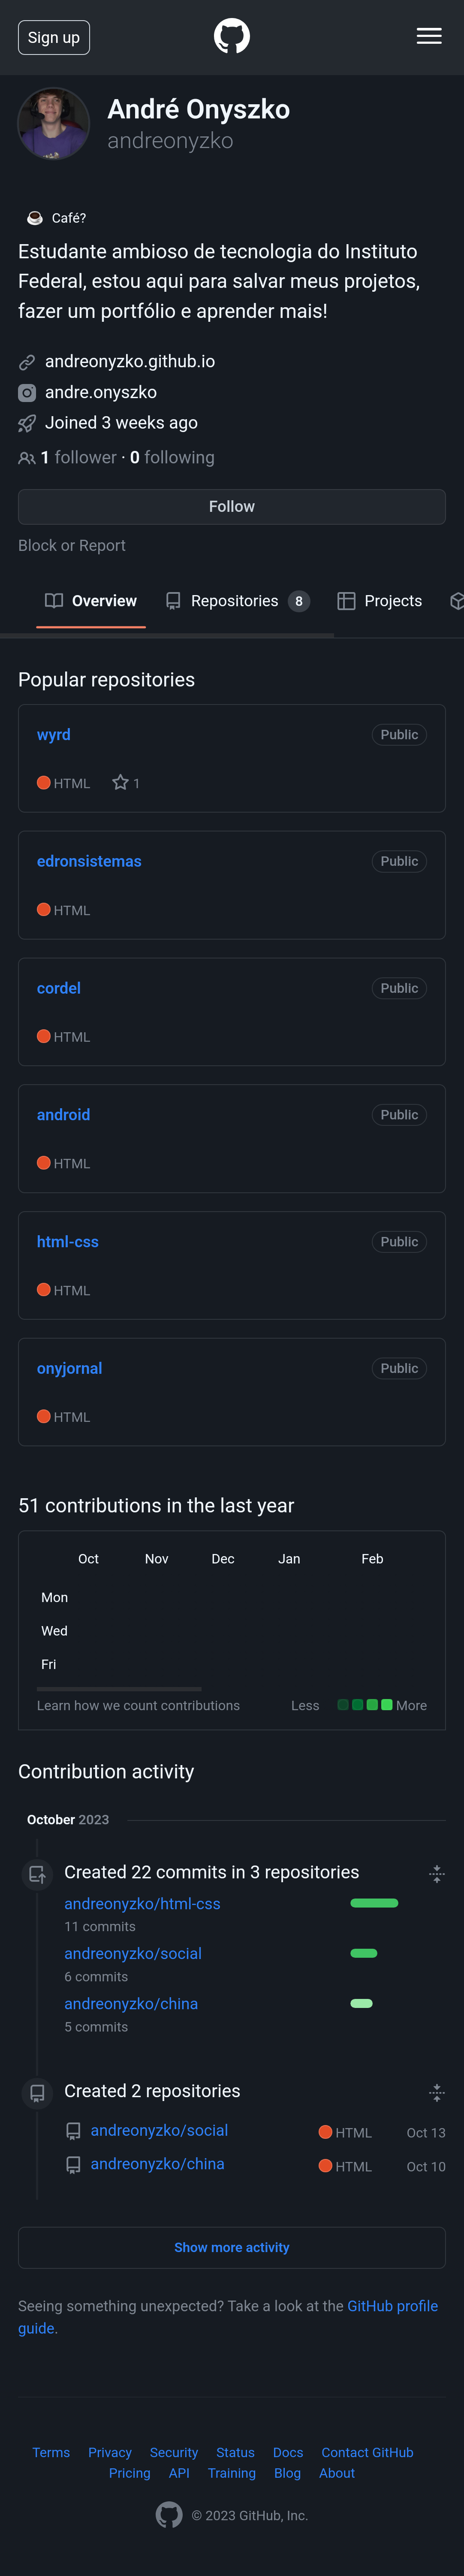 Sign up
André Onyszko
andreonyzko
Café?
Estudante ambioso de tecnologia do Instituto
Federal, estou aqui para salvar meus projetos,
fazer um portfólio e aprender mais!
andreonyzko.github.io
andre.onyszko
Joined 3 weeks ago
1 follower · 0 following
Follow
Block or Report
Overview Repositories 8 Projects
Popular repositories
wyrd Public
HTML 1
edronsistemas Public
HTML
cordel Public
HTML
android Public
HTML
html-css Public
HTML
onyjornal Public
HTML
51 contributions in the last year
Oct Nov Dec Jan Feb
Mon
Wed
Fri
Learn how we count contributions Less More
Contribution activity
October 2023
Created 22 commits in 3 repositories
andreonyzko/html-css
11 commits
andreonyzko/social
6 commits
andreonyzko/china
5 commits
Created 2 repositories
andreonyzko/social HTML Oct 13
andreonyzko/china HTML Oct 10
Show more activity
Seeing something unexpected? Take a look at the GitHub profile
guide.
Terms Privacy Security Status Docs Contact GitHub
Pricing API Training Blog About
© 2023 GitHub, Inc.